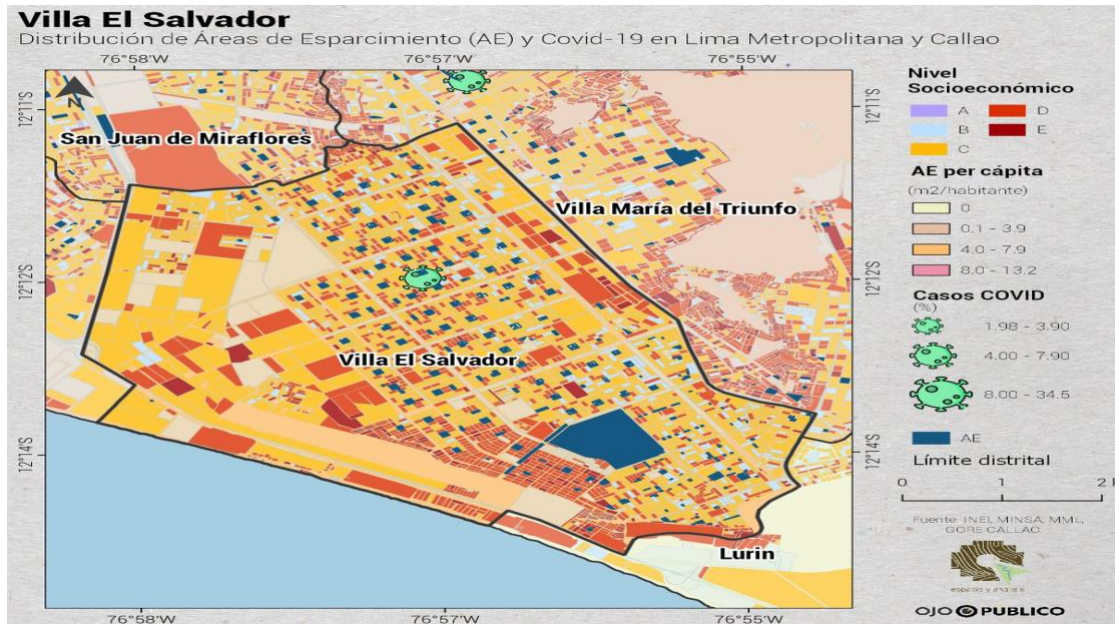 Villa El Salvador
Distribución de Áreas de Esparcimiento (AE) y Covid-19 en Lima Metropolitana y Callao
76°58'W 76°57'W 76°55'W
N
12°11'S
12°12'S
12°14'S
San Juan de Miraflores
Villa María del Triunfo
Villa El Salvador
Lurin
12°11'S
12°12'S
12°14'S
76°58'W 76°57'W 76°55'W
Nivel
Socioeconómico
A D
B E
C
AE per cápita
(m2/habitante)
0
0.1 - 3.9
4.0 - 7.9
8.0 - 13.2
Casos COVID
(%)
1.98 - 3.90
4.00 - 7.90
8.00 - 34.5
AE
Límite distrital
0 1 2
Fuente: INEI, MINSA, MML,
GORE CALLAO
espacio y análisis
OJO PUBLICO